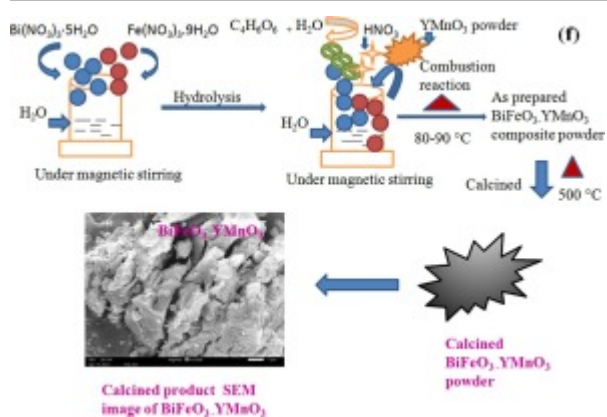 Bi(NO3)3·5H2O
Fe(NO3)3.9H2O
C4H6O6 + H2O
HNO3
YMnO3 powder
(f)
Hydrolysis
H2O
Under magnetic stirring
H2O
Under magnetic stirring
Combustion
reaction
80-90 °C
As prepared
BiFeO3.YMnO3
composite powder
Calcined
500 °C
BiFeO3.YMnO3
Calcined
BiFeO3.YMnO3
powder
Calcined product SEM
image of BiFeO3.YMnO3